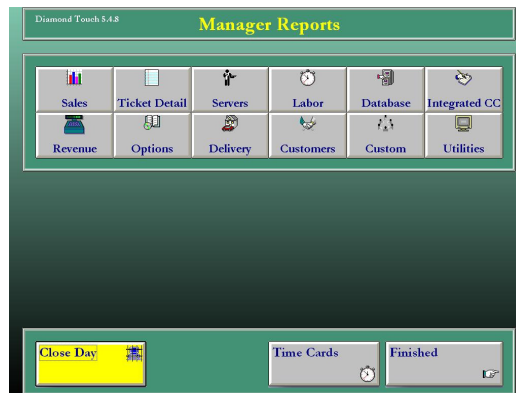 Diamond Touch 5.4.8
Manager Reports
Sales Ticket Detail Servers Labor Database Integrated CC
Revenue Options Delivery Customers Custom Utilities
Close Day Time Cards Finished